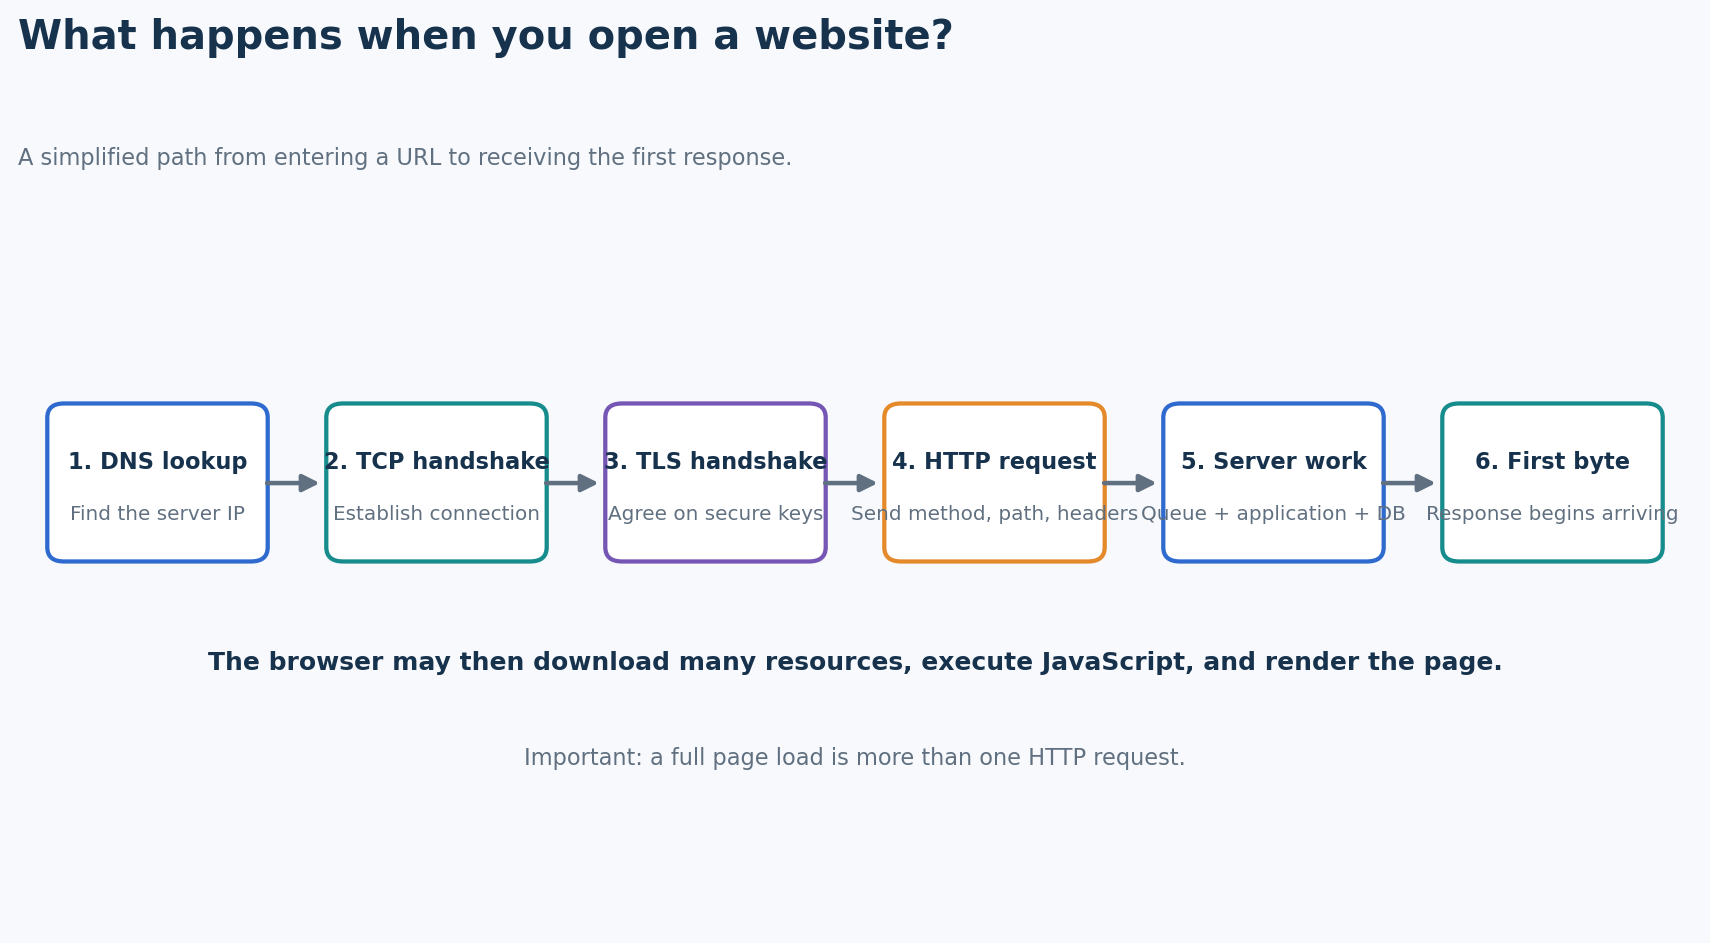 What happens when you open a website?
A simplified path from entering a URL to receiving the first response.
1. DNS lookup
Find the server IP
2. TCP handshake
Establish connection
3. TLS handshake
Agree on secure keys
4. HTTP request
Send method, path, headers
5. Server work
Queue + application + DB
6. First byte
Response begins arriving
The browser may then download many resources, execute JavaScript, and render the page.
Important: a full page load is more than one HTTP request.